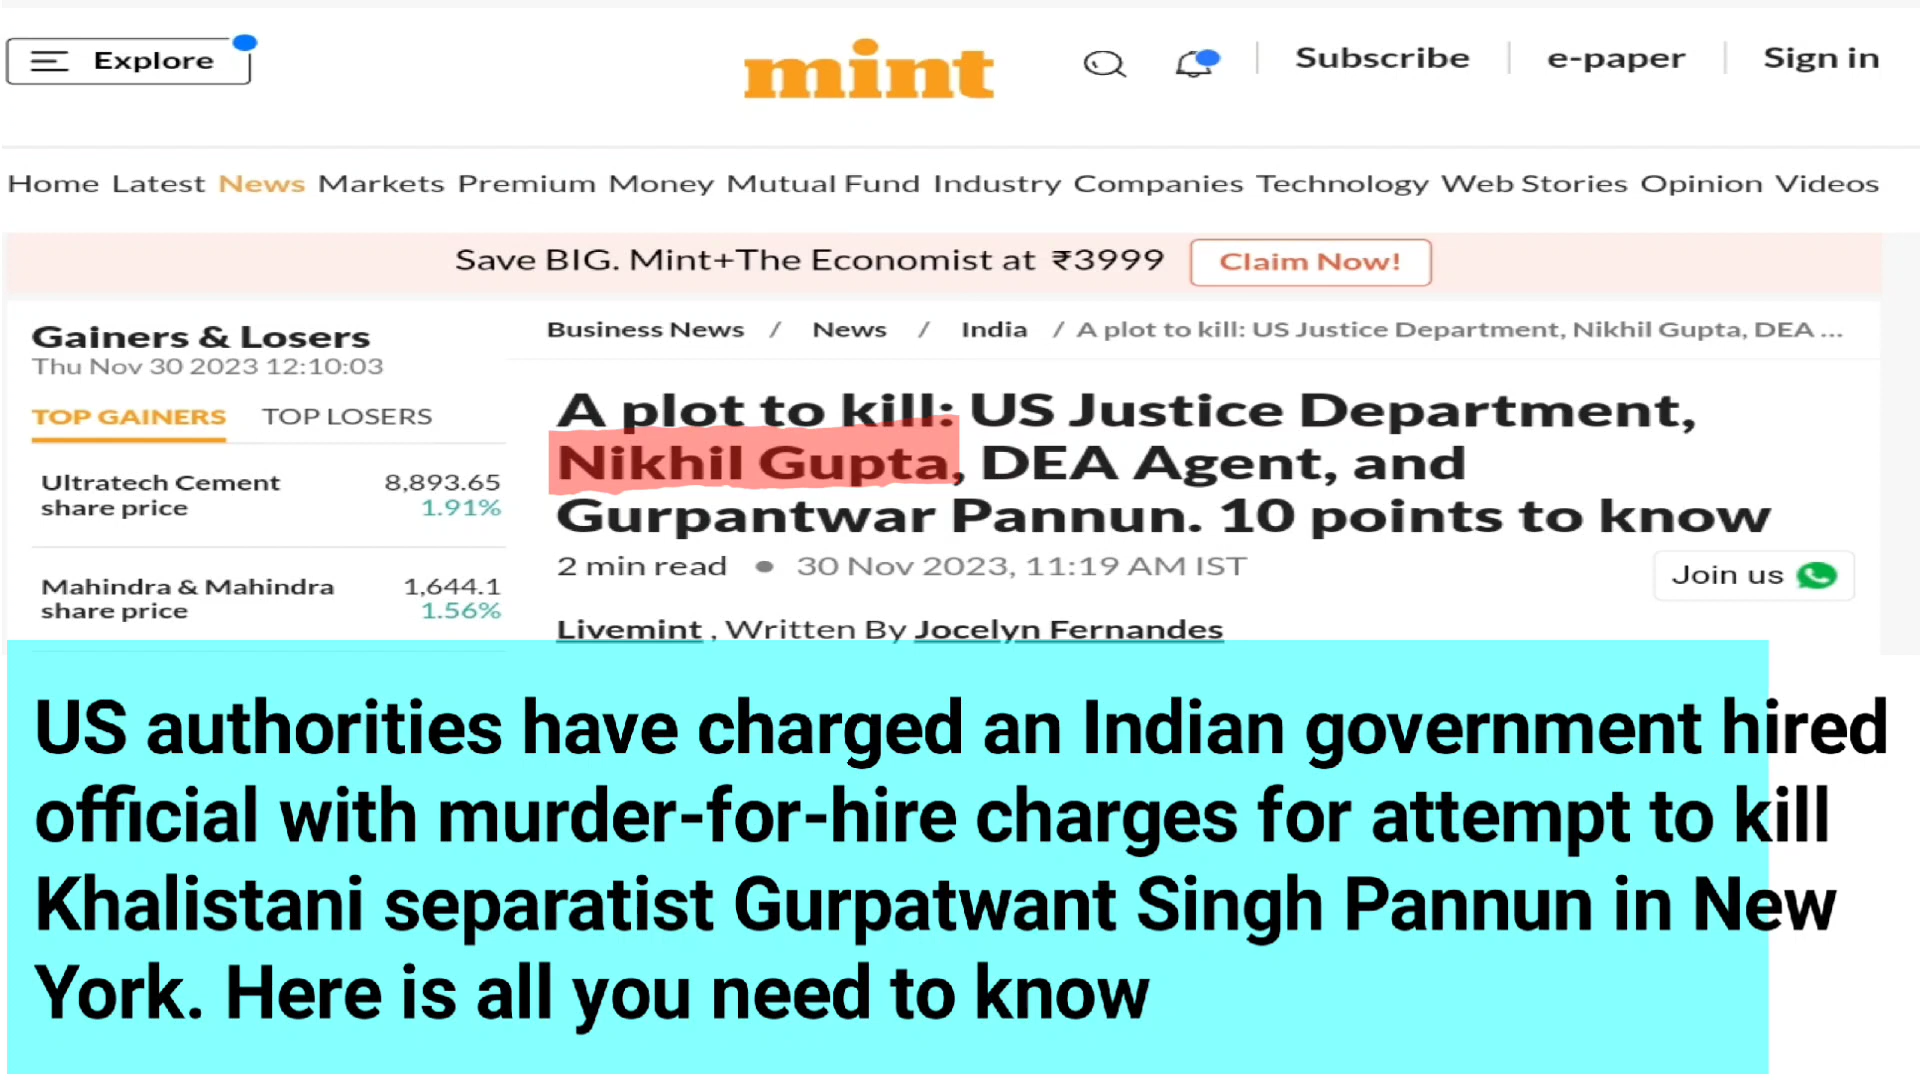 Explore
mint
Subscribe
e-paper
Sign in
Home Latest News Markets Premium Money Mutual Fund Industry Companies Technology Web Stories Opinion Videos
Save BIG. Mint+The Economist at ₹3999 Claim Now!
Gainers & Losers
Thu Nov 30 2023 12:10:03
TOP GAINERS TOP LOSERS
Ultratech Cement 8,893.65
share price 1.91%
Mahindra & Mahindra 1,644.1
share price 1.56%
Business News / News / India / A plot to kill: US Justice Department, Nikhil Gupta, DEA ...
A plot to kill: US Justice Department,
Nikhil Gupta, DEA Agent, and
Gurpantwar Pannun. 10 points to know
2 min read • 30 Nov 2023, 11:19 AM IST
Join us
Livemint , Written By Jocelyn Fernandes
US authorities have charged an Indian government hired
official with murder-for-hire charges for attempt to kill
Khalistani separatist Gurpatwant Singh Pannun in New
York. Here is all you need to know